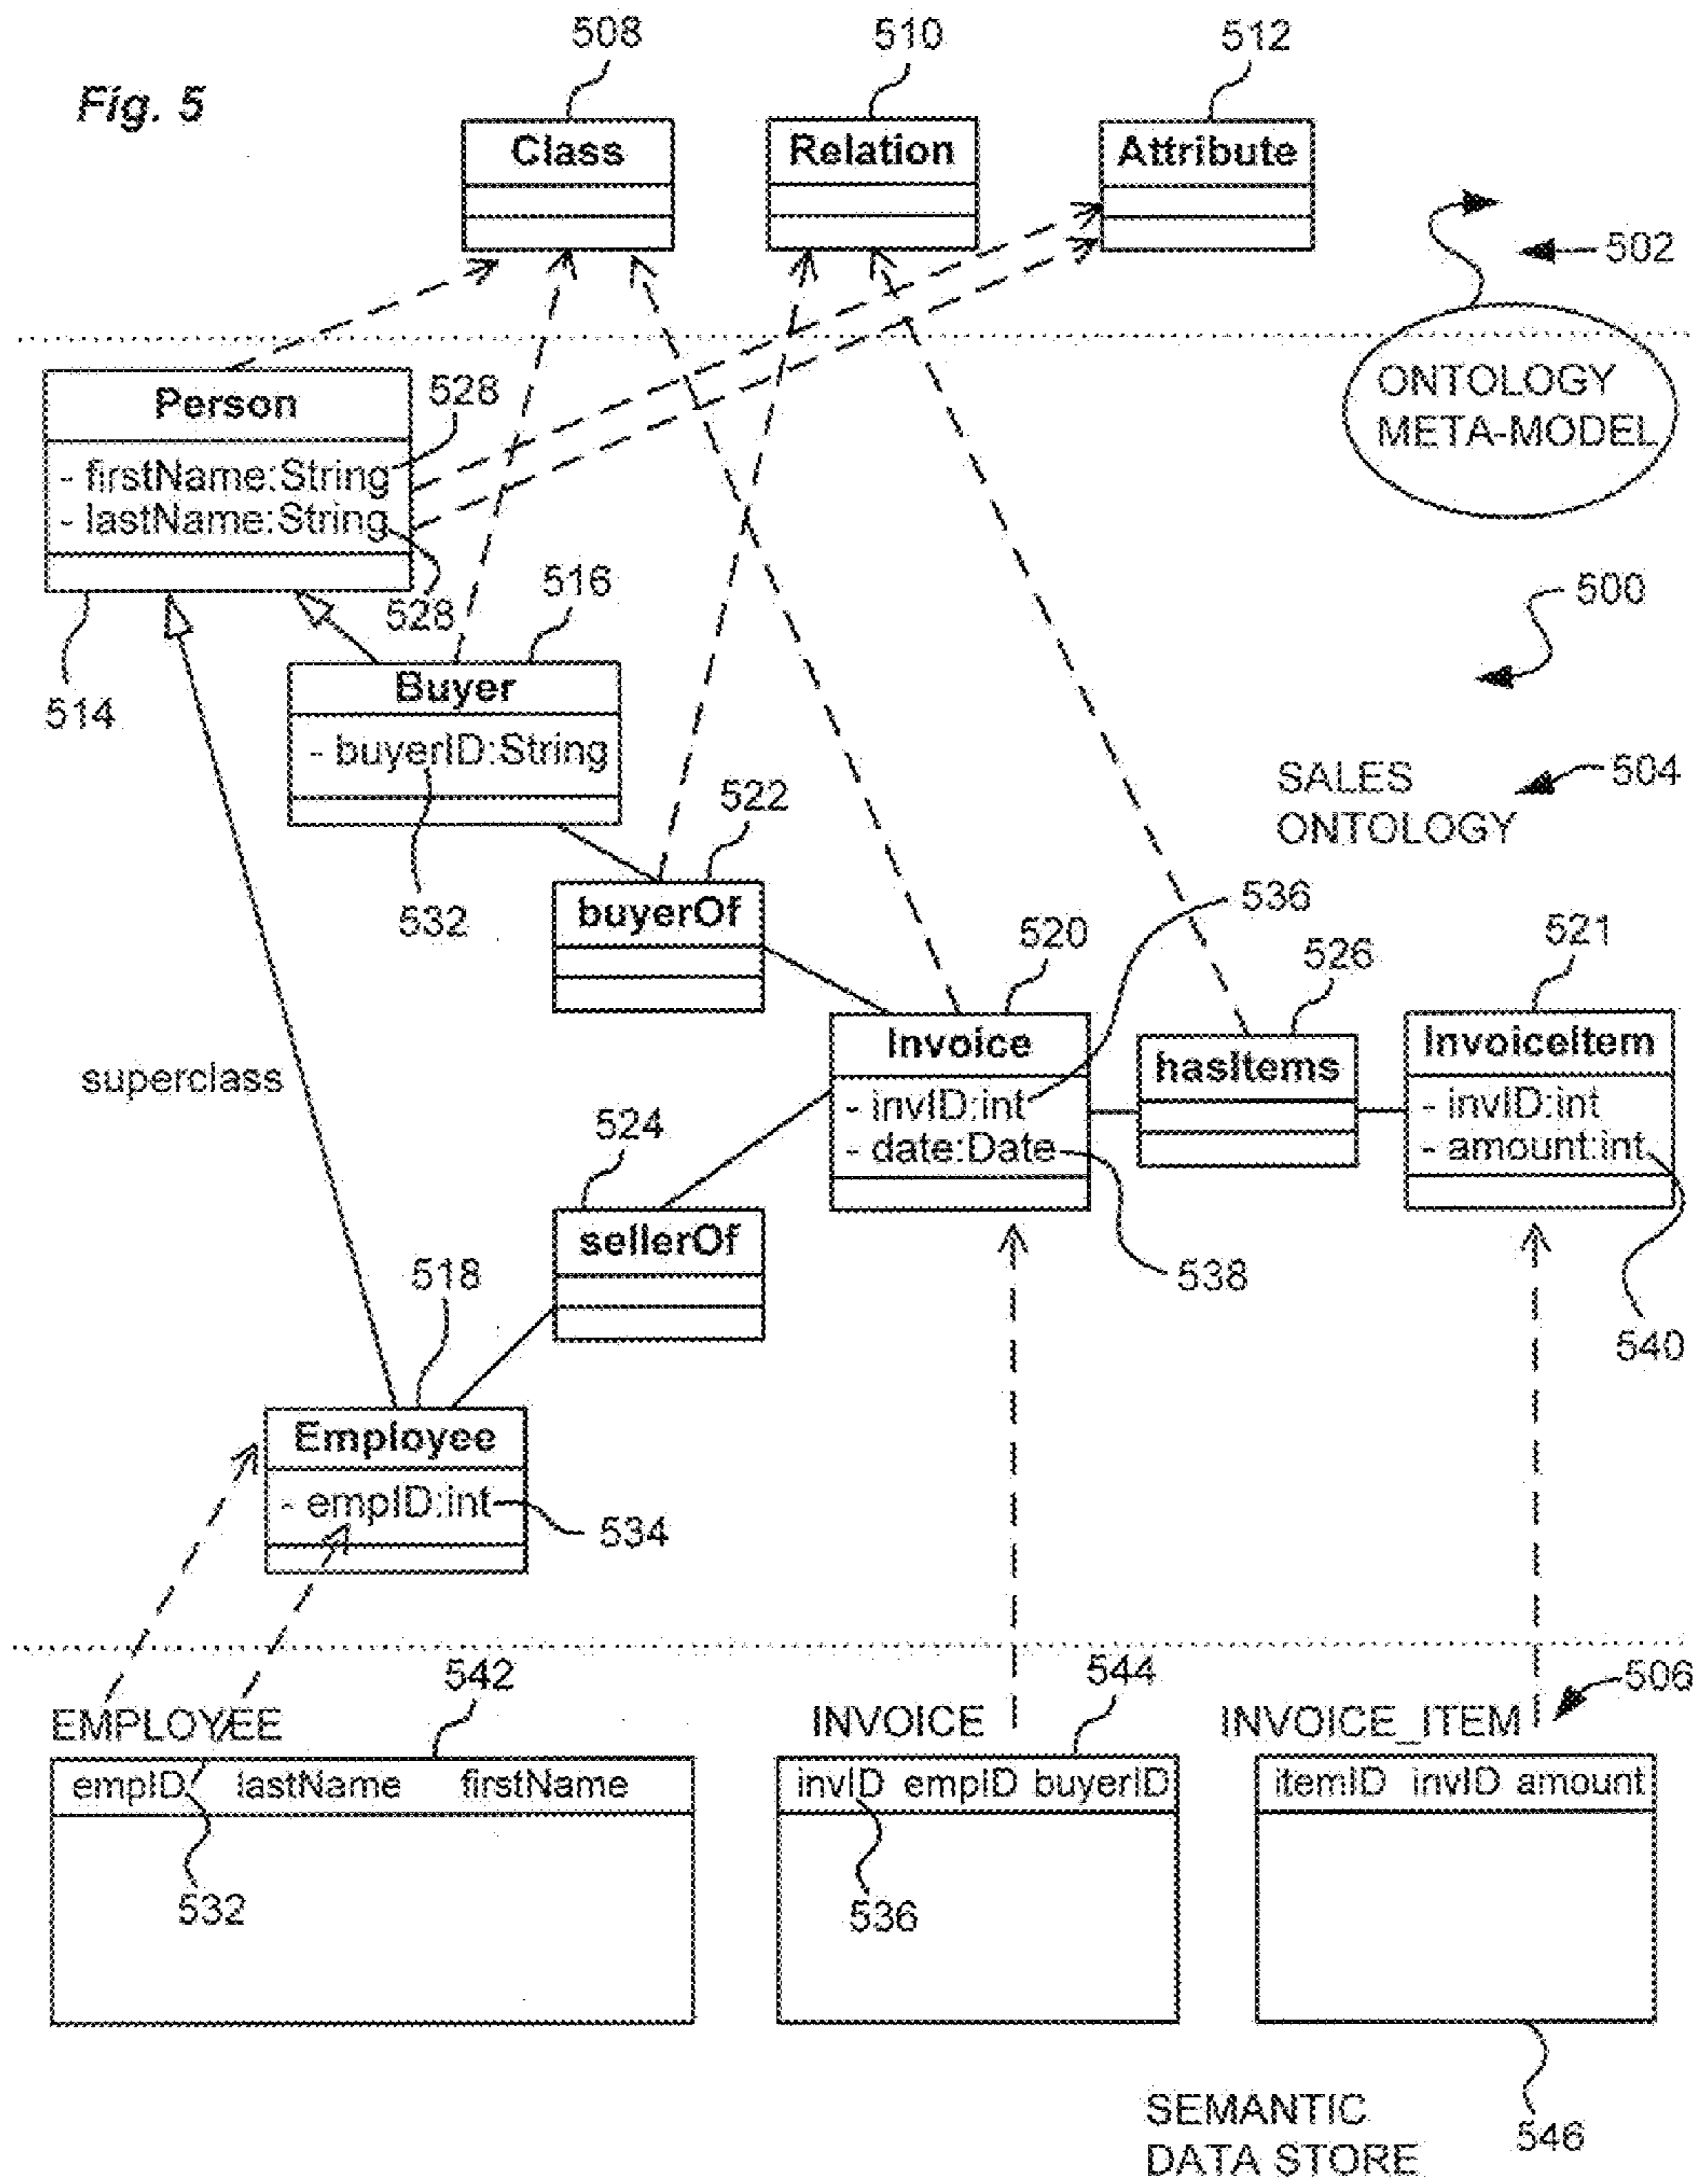 508
510
512
Fig. 5
Class
Relation
Attribute
502
Person
528
ONTOLOGY
META-MODEL
- firstName:String
- lastName:String
528
516
500
514
Buyer
- buyerID:String
522
SALES
ONTOLOGY
504
532
buyerOf
536
520
526
521
Invoice
hasItems
InvoiceItem
superclass
- invID:int
- date:Date
- invID:int
- amount:int
524
sellerOf
538
518
540
Employee
- empID:int
534
542
544
506
EMPLOYEE
INVOICE
INVOICE_ITEM
empID lastName firstName
invID empID buyerID
itemID invID amount
532
536
SEMANTIC
DATA STORE
546